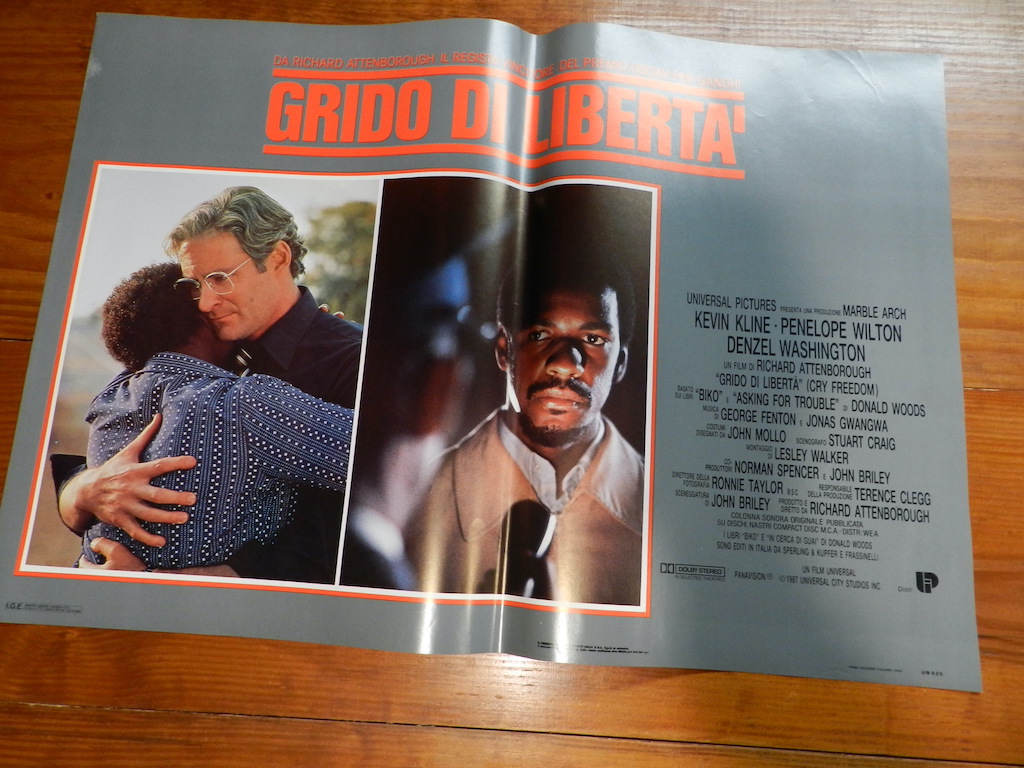 DA RICHARD ATTENBOROUGH IL REGISTA DEL PREMIO OSCAR
GRIDO DI LIBERTA'
UNIVERSAL PICTURES PRESENTA UNA PRODUZIONE MARBLE ARCH
KEVIN KLINE · PENELOPE WILTON
DENZEL WASHINGTON
UN FILM DI RICHARD ATTENBOROUGH
"GRIDO DI LIBERTÀ" (CRY FREEDOM)
BASATO SUI LIBRI "BIKO" E "ASKING FOR TROUBLE" DI DONALD WOODS
MUSICA DI GEORGE FENTON E JONAS GWANGWA
COSTUMI DISEGNATI DA JOHN MOLLO SCENOGRAFO STUART CRAIG
MONTAGGIO DI LESLEY WALKER
CO-PRODUTTORI NORMAN SPENCER E JOHN BRILEY
DIRETTORE DELLA FOTOGRAFIA RONNIE TAYLOR B.S.C. RESPONSABILE DELLA PRODUZIONE TERENCE CLEGG
SCENEGGIATURA DI JOHN BRILEY PRODOTTO E DIRETTO DA RICHARD ATTENBOROUGH
COLONNA SONORA ORIGINALE PUBBLICATA
SU DISCHI, NASTRI COMPACT DISC M.C.A. - DISTR. WEA
I LIBRI "BIKO" E "IN CERCA DI GUAI" DI DONALD WOODS
SONO EDITI IN ITALIA DA SPERLING & KUPFER E FRASSINELLI
DOLBY STEREO
IN SELECTED THEATRES
PANAVISION ®
UN FILM UNIVERSAL
© 1987 UNIVERSAL CITY STUDIOS INC.
Distr.
I.G.E.